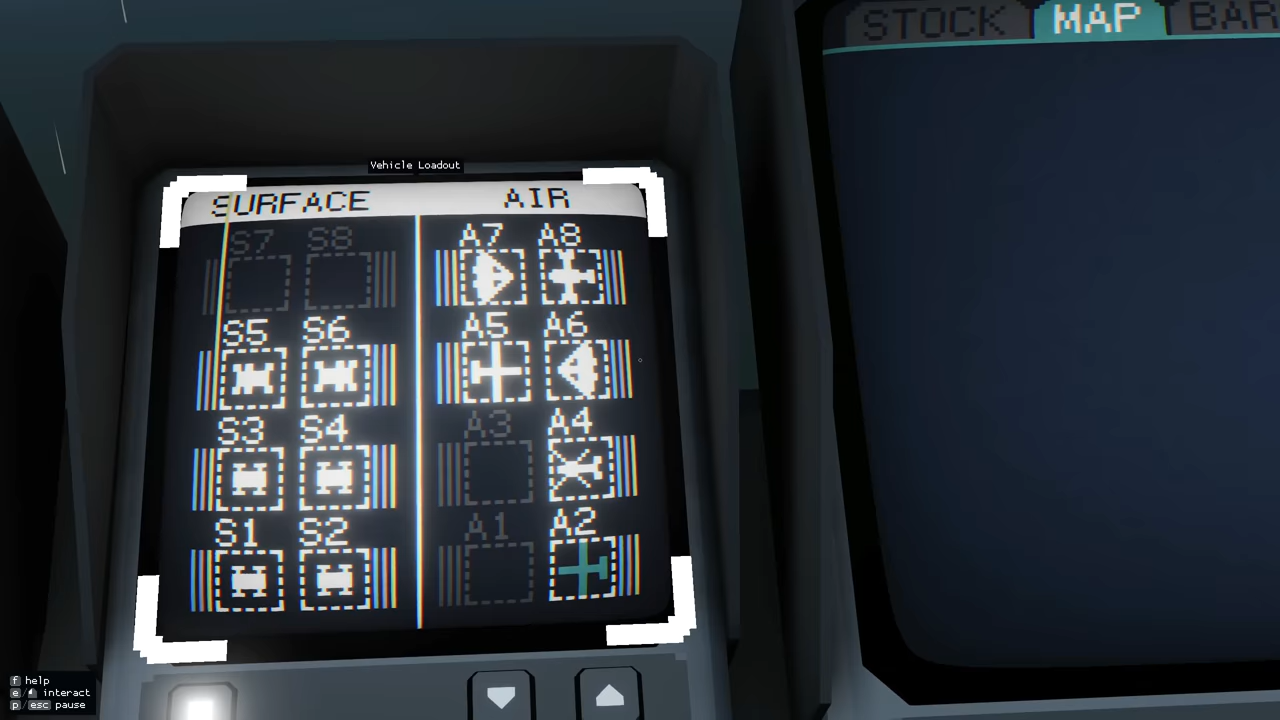 STOCK MAP BAR
Vehicle Loadout
SURFACE AIR
S7 S8 A7 A8
S5 S6 A5 A6
S3 S4 A3 A4
S1 S2 A1 A2
f help
e / interact
p / esc pause